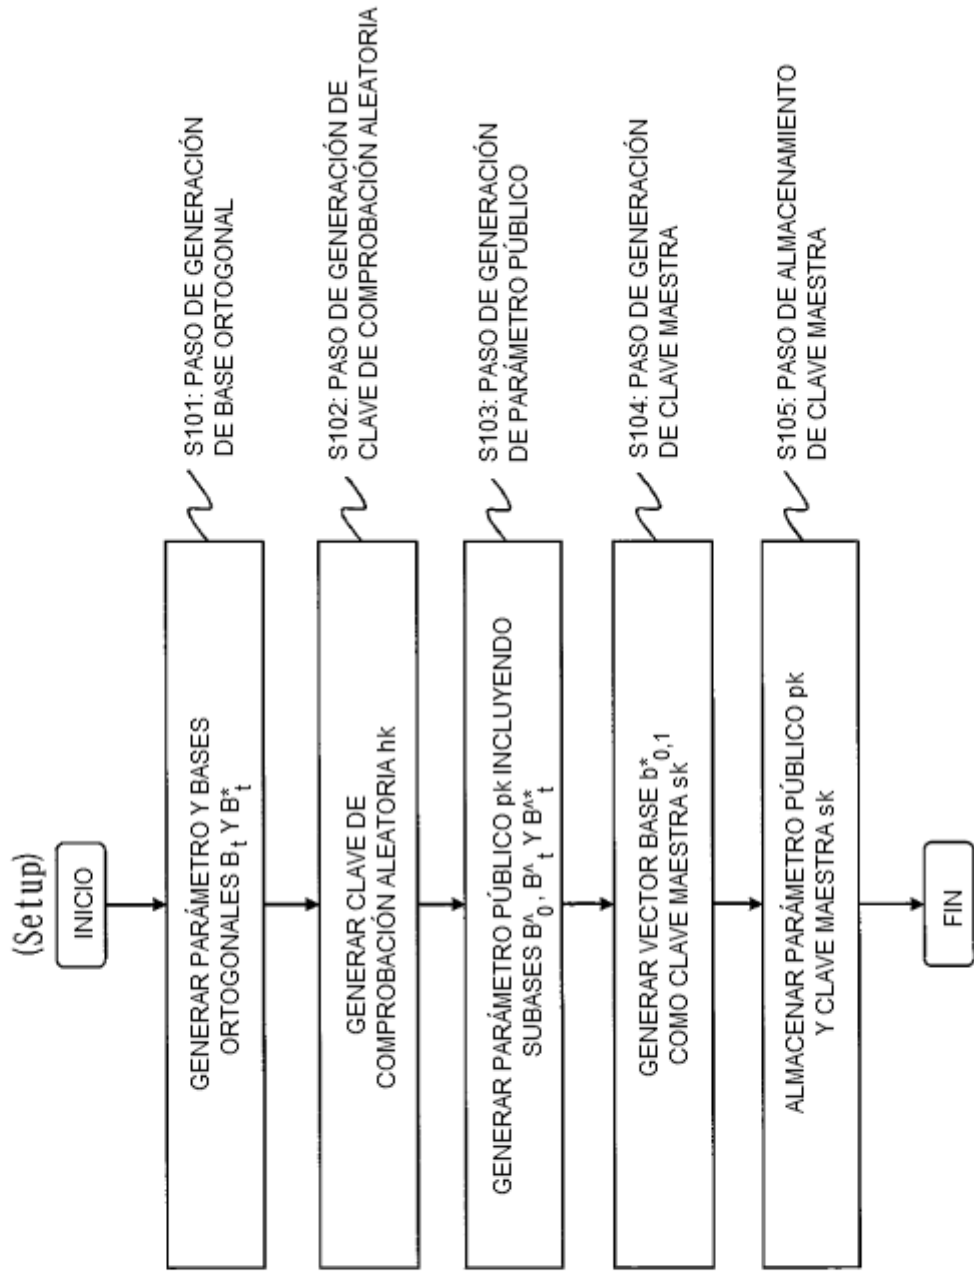 (Setup)
INICIO
GENERAR PARÁMETRO Y BASES
ORTOGONALES B_t Y B*_t
S101: PASO DE GENERACIÓN
DE BASE ORTOGONAL
GENERAR CLAVE DE
COMPROBACIÓN ALEATORIA hk
S102: PASO DE GENERACIÓN DE
CLAVE DE COMPROBACIÓN ALEATORIA
GENERAR PARÁMETRO PÚBLICO pk INCLUYENDO
SUBASES B^_0, B^_t Y B^*_t
S103: PASO DE GENERACIÓN
DE PARÁMETRO PÚBLICO
GENERAR VECTOR BASE b*_0,1
COMO CLAVE MAESTRA sk
S104: PASO DE GENERACIÓN
DE CLAVE MAESTRA
ALMACENAR PARÁMETRO PÚBLICO pk
Y CLAVE MAESTRA sk
S105: PASO DE ALMACENAMIENTO
DE CLAVE MAESTRA
FIN